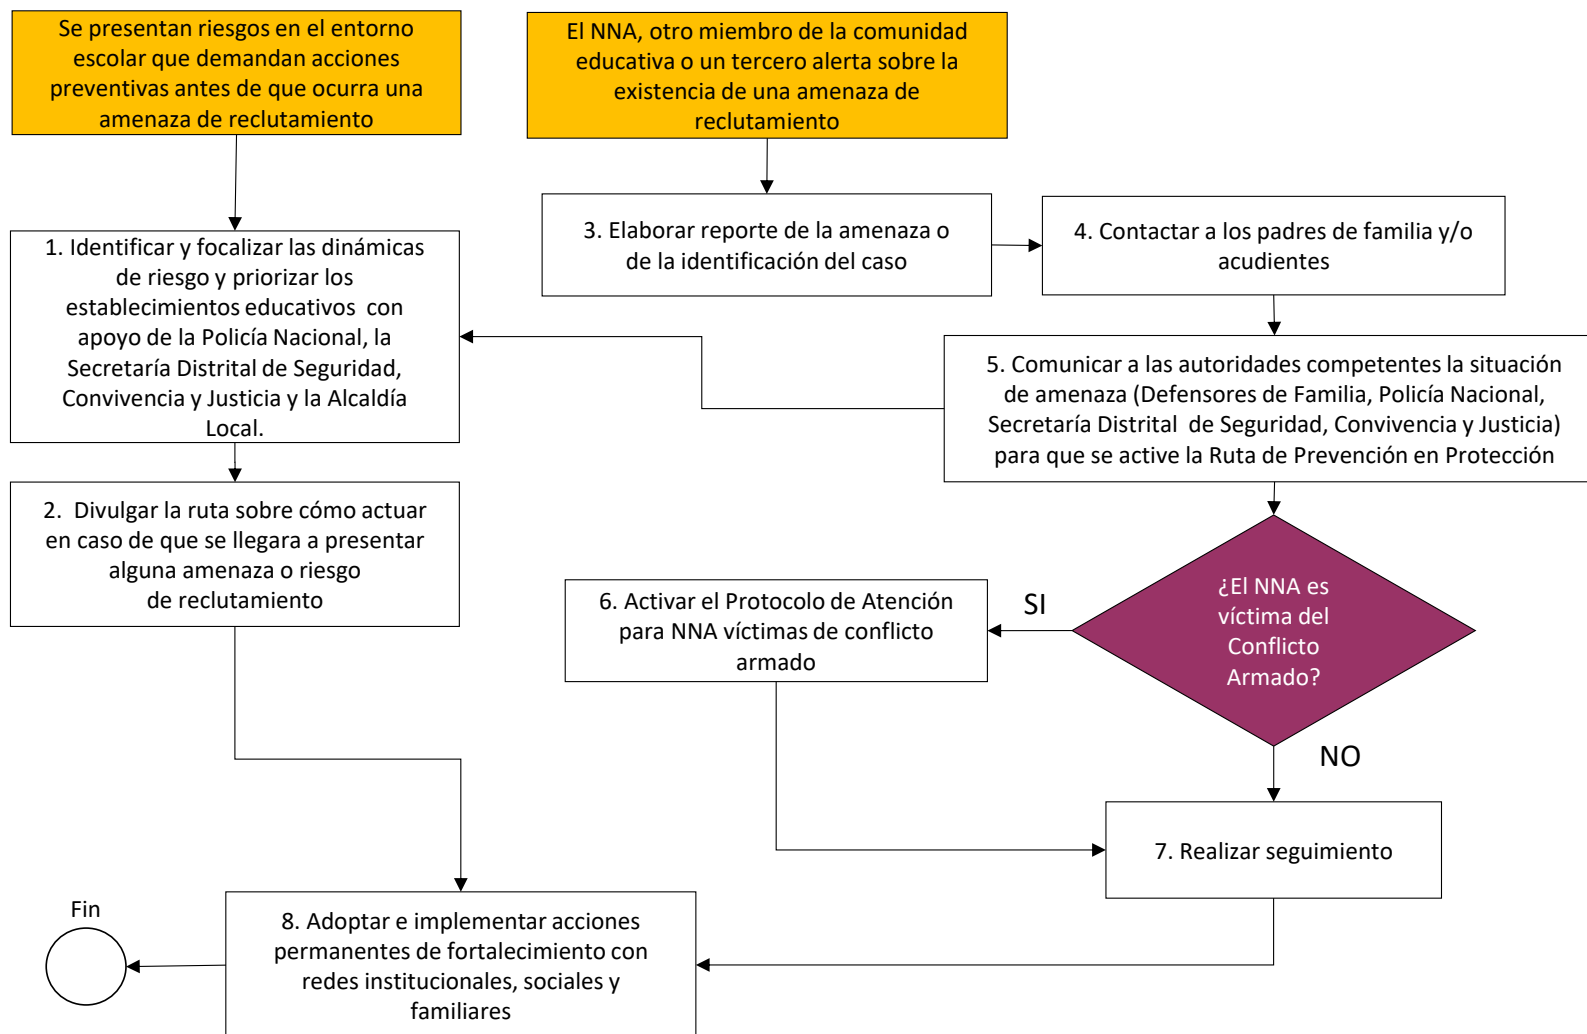 Se presentan riesgos en el entorno
escolar que demandan acciones
preventivas antes de que ocurra una
amenaza de reclutamiento
El NNA, otro miembro de la comunidad
educativa o un tercero alerta sobre la
existencia de una amenaza de
reclutamiento
1. Identificar y focalizar las dinámicas
de riesgo y priorizar los
establecimientos educativos con
apoyo de la Policía Nacional, la
Secretaría Distrital de Seguridad,
Convivencia y Justicia y la Alcaldía
Local.
2. Divulgar la ruta sobre cómo actuar
en caso de que se llegara a presentar
alguna amenaza o riesgo
de reclutamiento
3. Elaborar reporte de la amenaza o
de la identificación del caso
4. Contactar a los padres de familia y/o
acudientes
5. Comunicar a las autoridades competentes la situación
de amenaza (Defensores de Familia, Policía Nacional,
Secretaría Distrital de Seguridad, Convivencia y Justicia)
para que se active la Ruta de Prevención en Protección
¿El NNA es
víctima del
Conflicto
Armado?
SI
6. Activar el Protocolo de Atención
para NNA víctimas de conflicto
armado
NO
7. Realizar seguimiento
8. Adoptar e implementar acciones
permanentes de fortalecimiento con
redes institucionales, sociales y
familiares
Fin